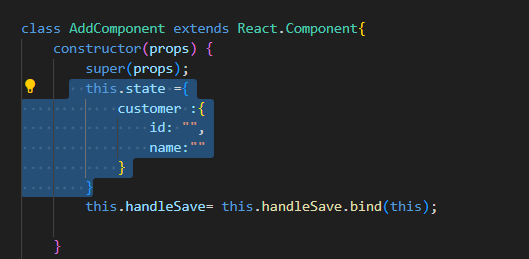 class AddComponent extends React.Component{
constructor(props) {
super(props);
this.state ={
customer :{
id: "",
name:""
}
}
this.handleSave= this.handleSave.bind(this);
}